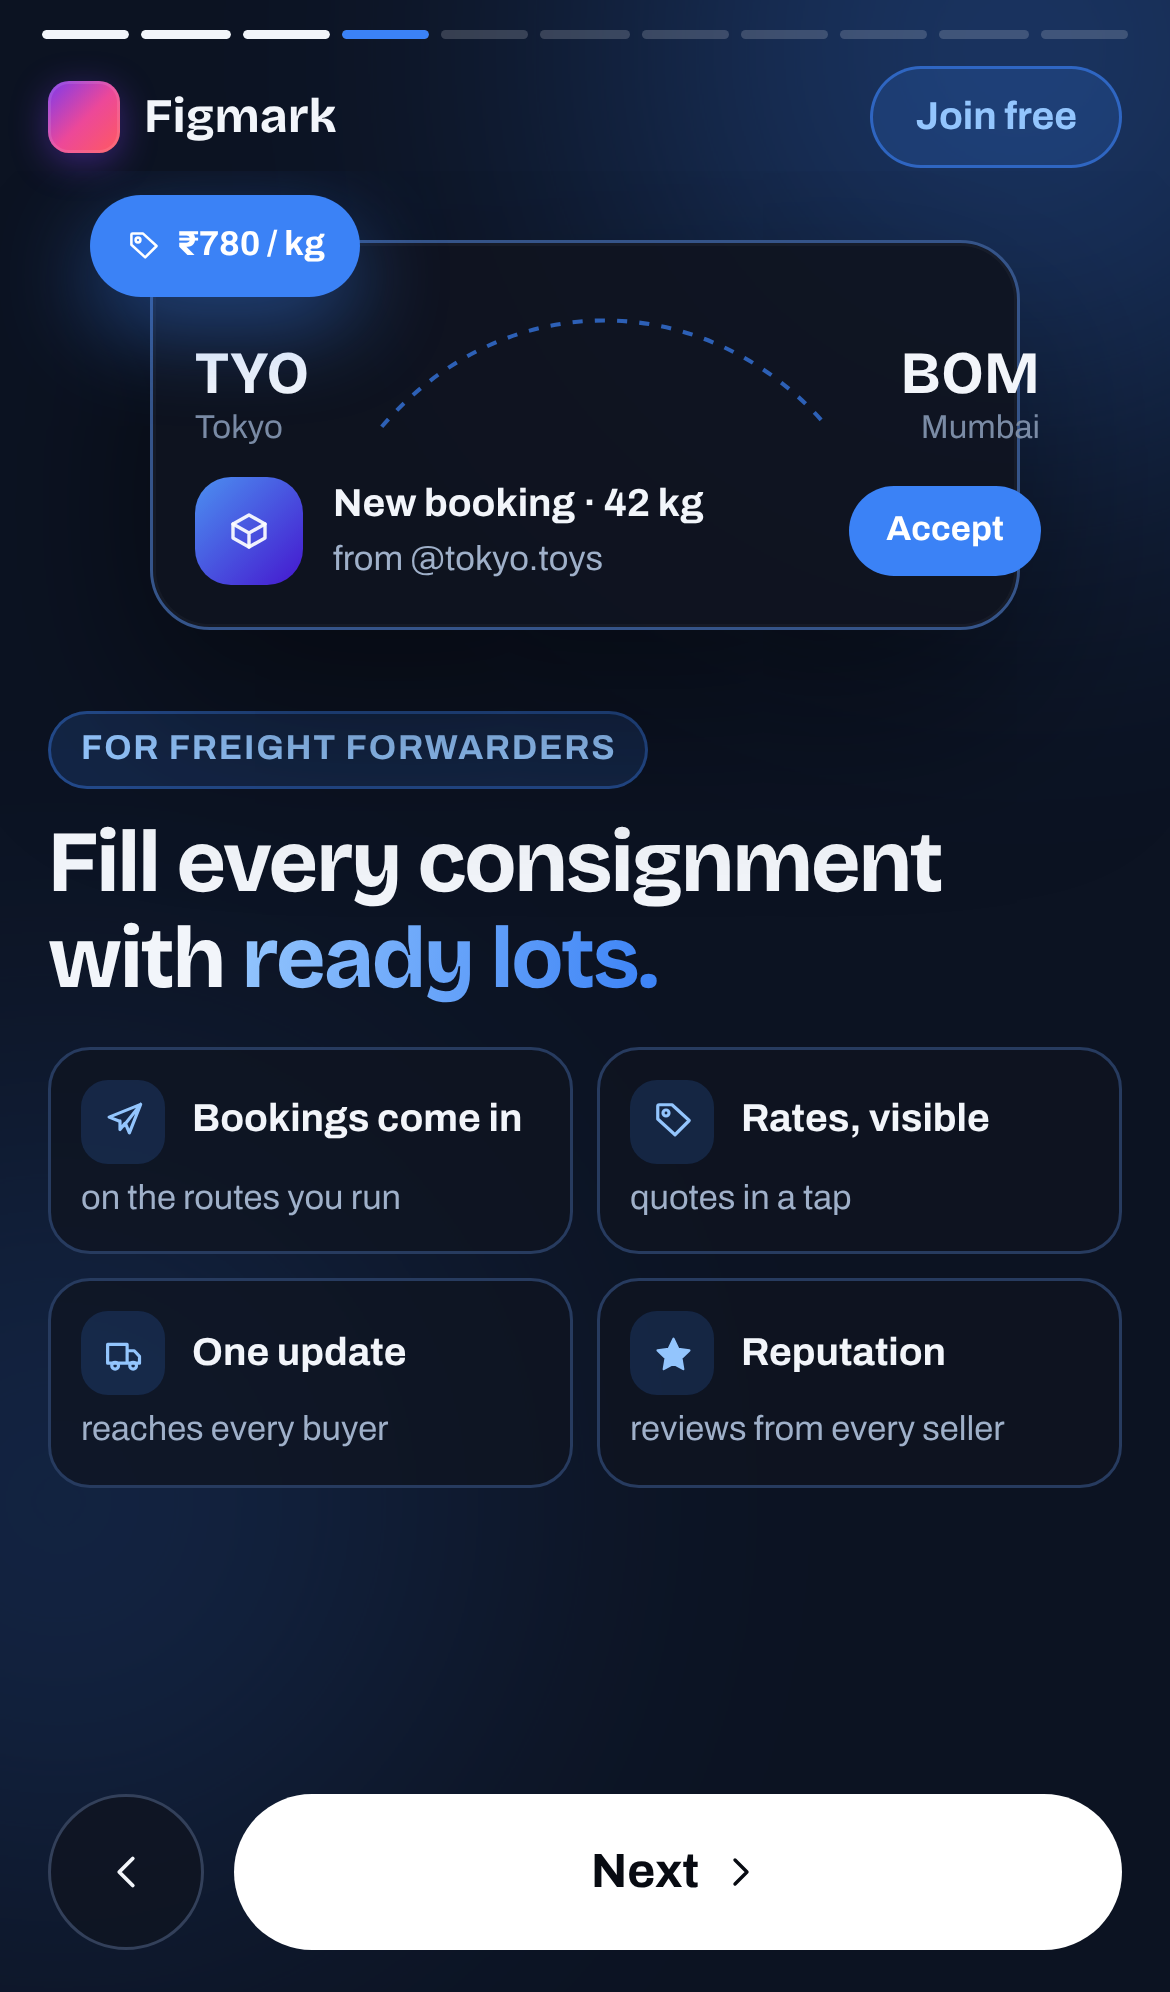 Figmark
Join free
₹780 / kg
TYO
BOM
Tokyo
Mumbai
New booking · 42 kg
from @tokyo.toys
Accept
FOR FREIGHT FORWARDERS
Fill every consignment
with ready lots.
Bookings come in
on the routes you run
Rates, visible
quotes in a tap
One update
reaches every buyer
Reputation
reviews from every seller
Next